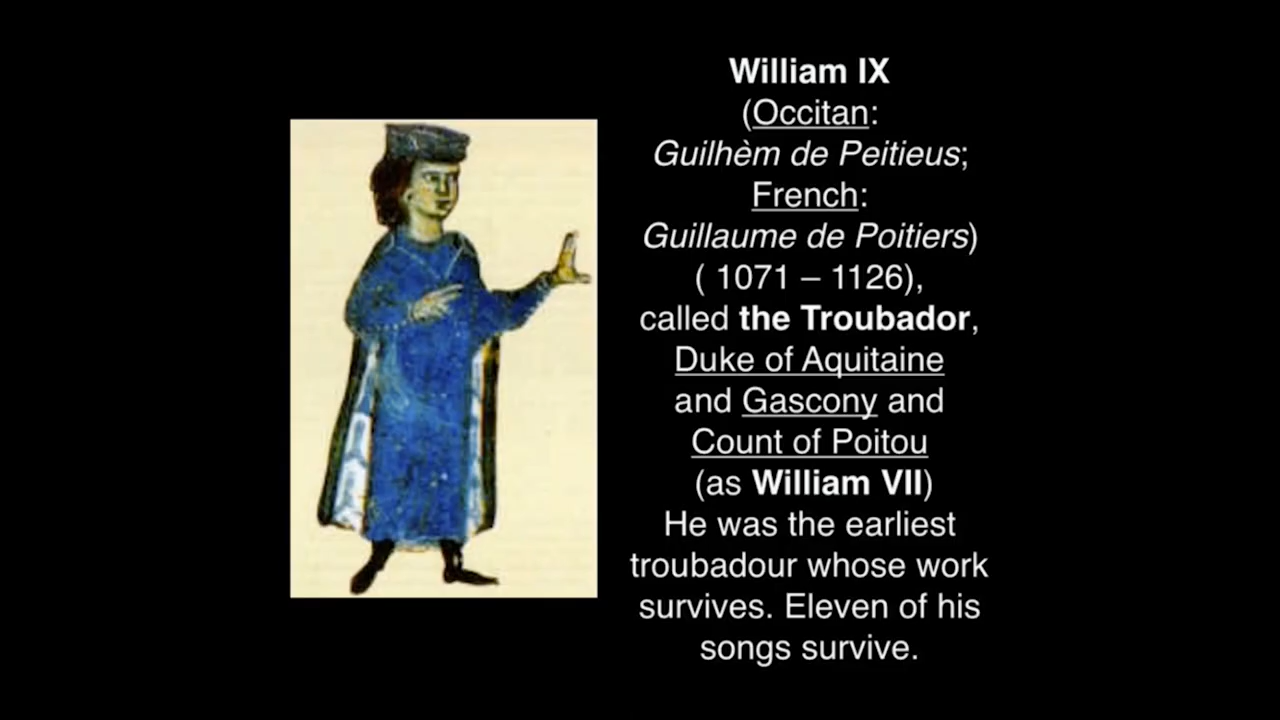 William IX
(Occitan:
Guilhèm de Peitieus;
French:
Guillaume de Poitiers)
( 1071 – 1126),
called the Troubador,
Duke of Aquitaine
and Gascony and
Count of Poitou
(as William VII)
He was the earliest
troubadour whose work
survives. Eleven of his
songs survive.